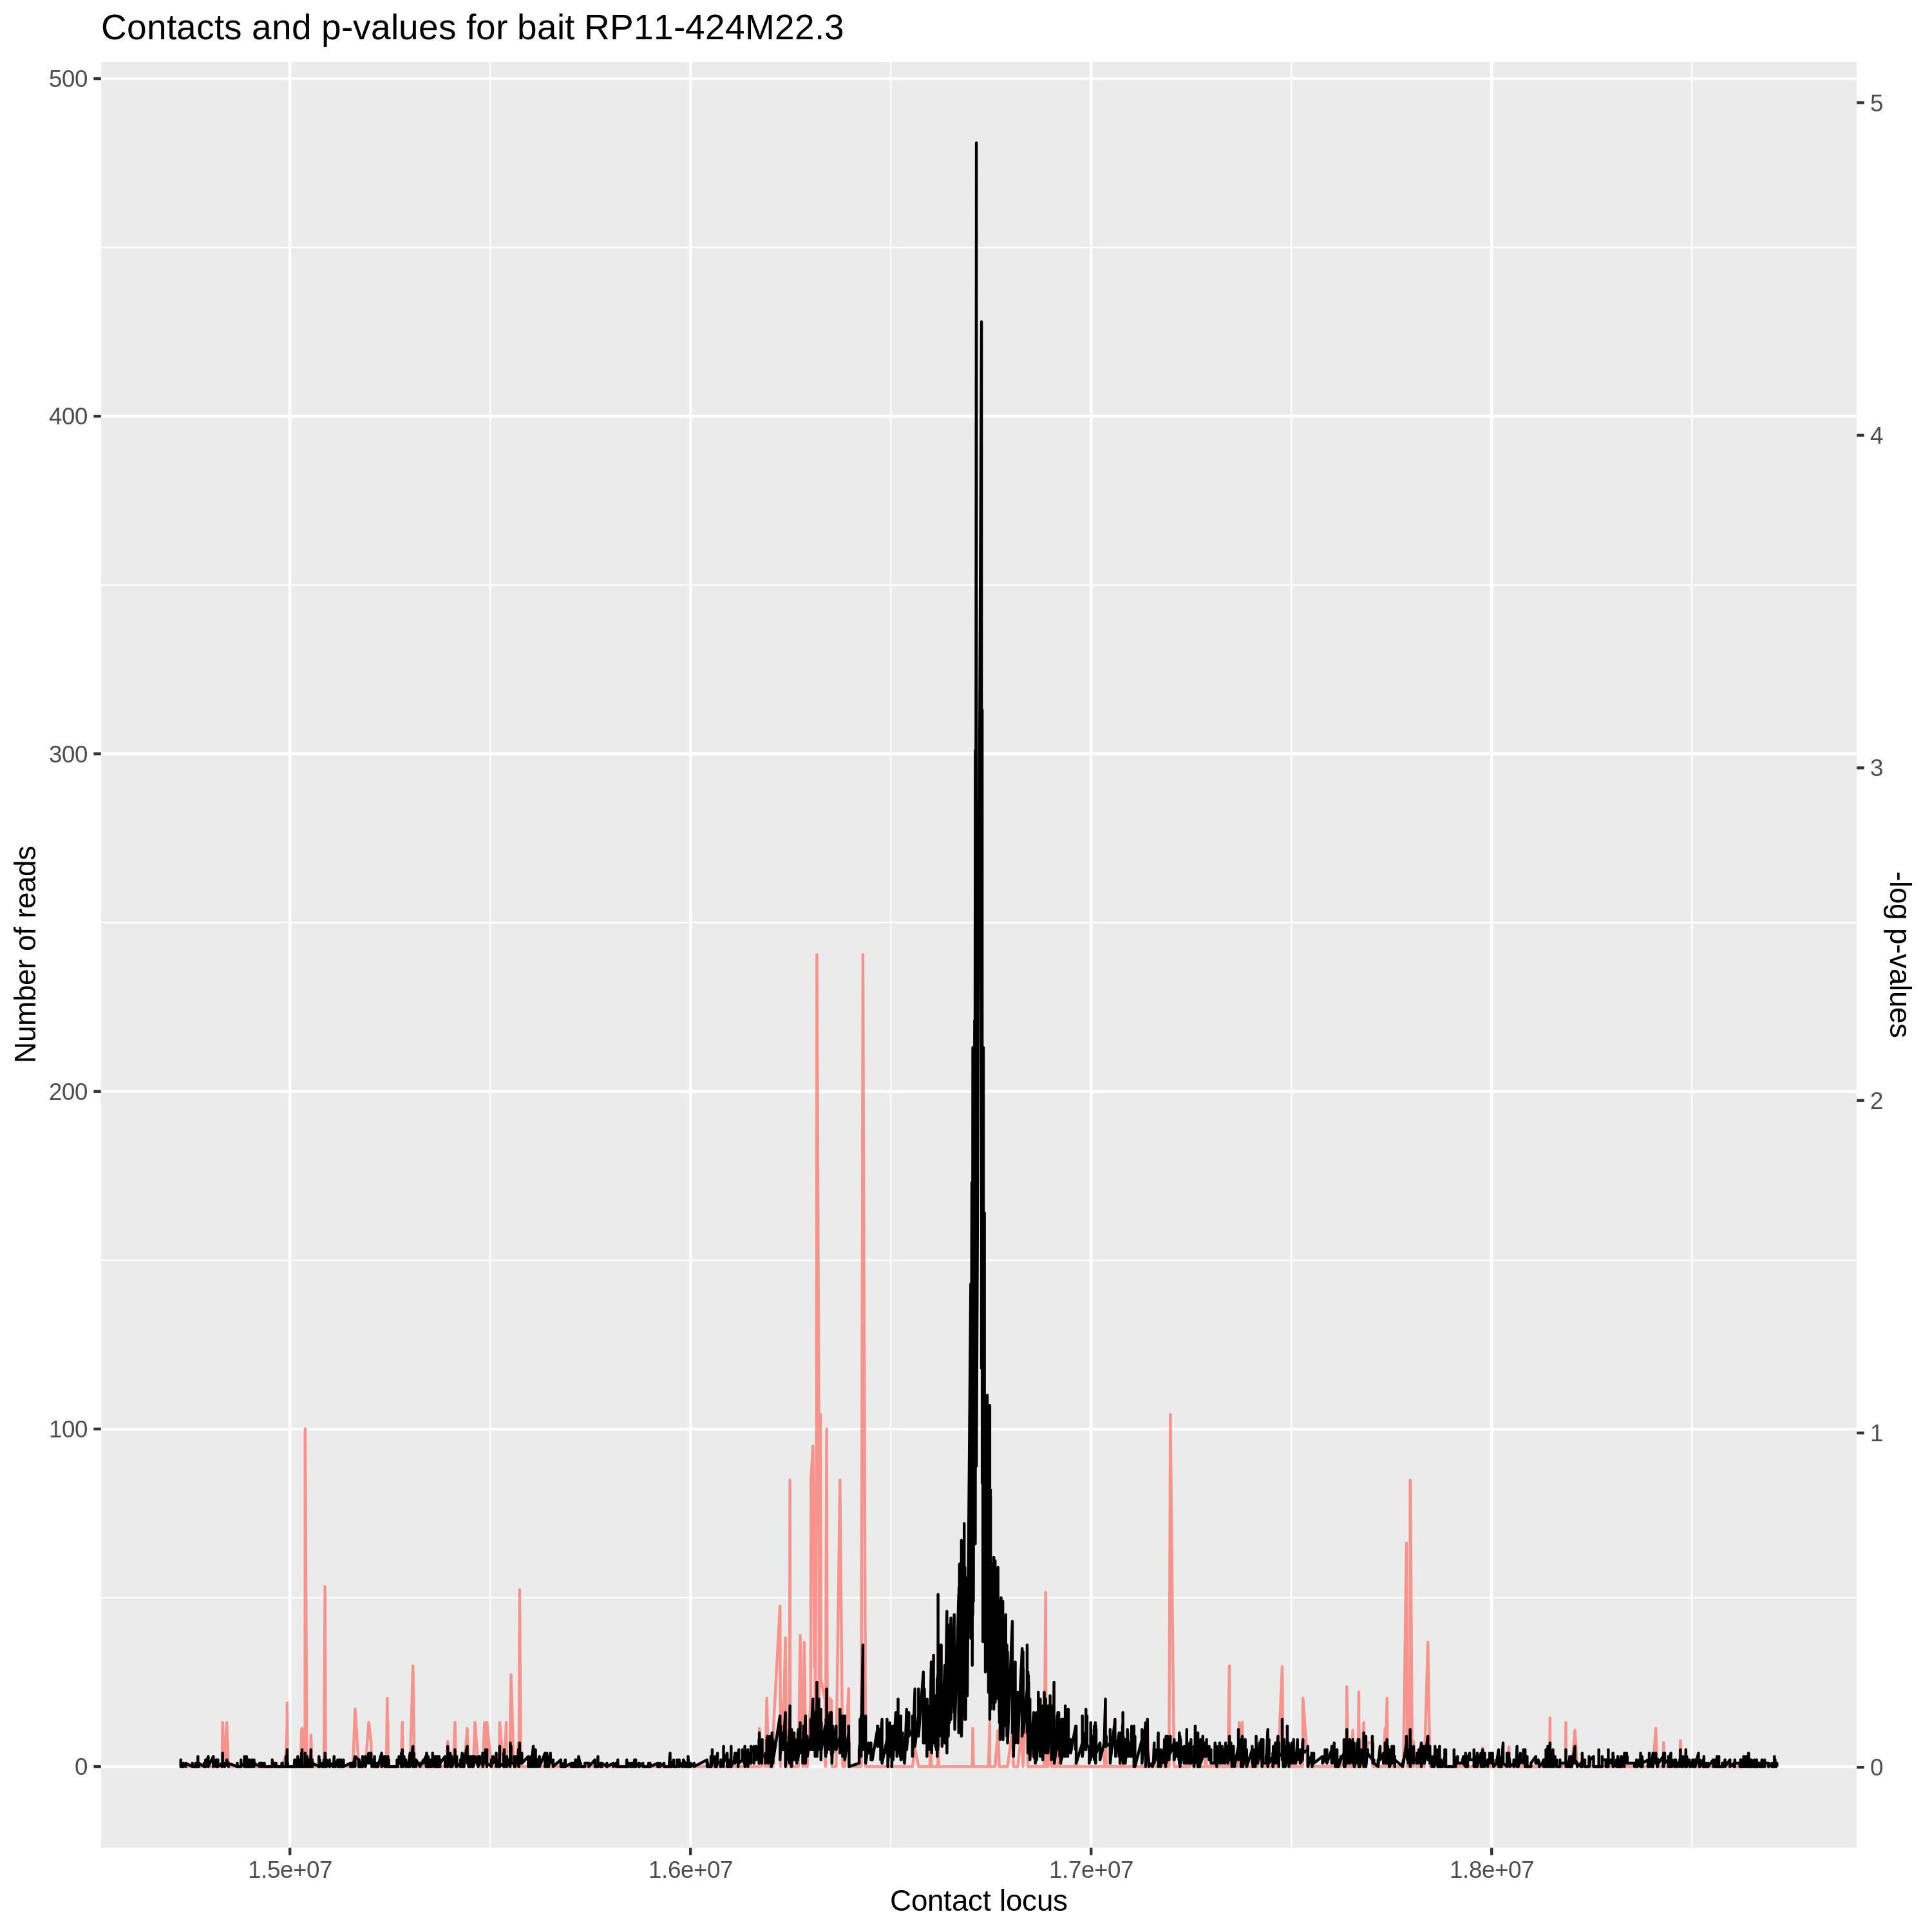 Contacts and p-values for bait RP11-424M22.3
500
400
300
200
100
0
Number of reads
5
4
3
2
1
0
-log p-values
1.5e+07
1.6e+07
1.7e+07
1.8e+07
Contact locus